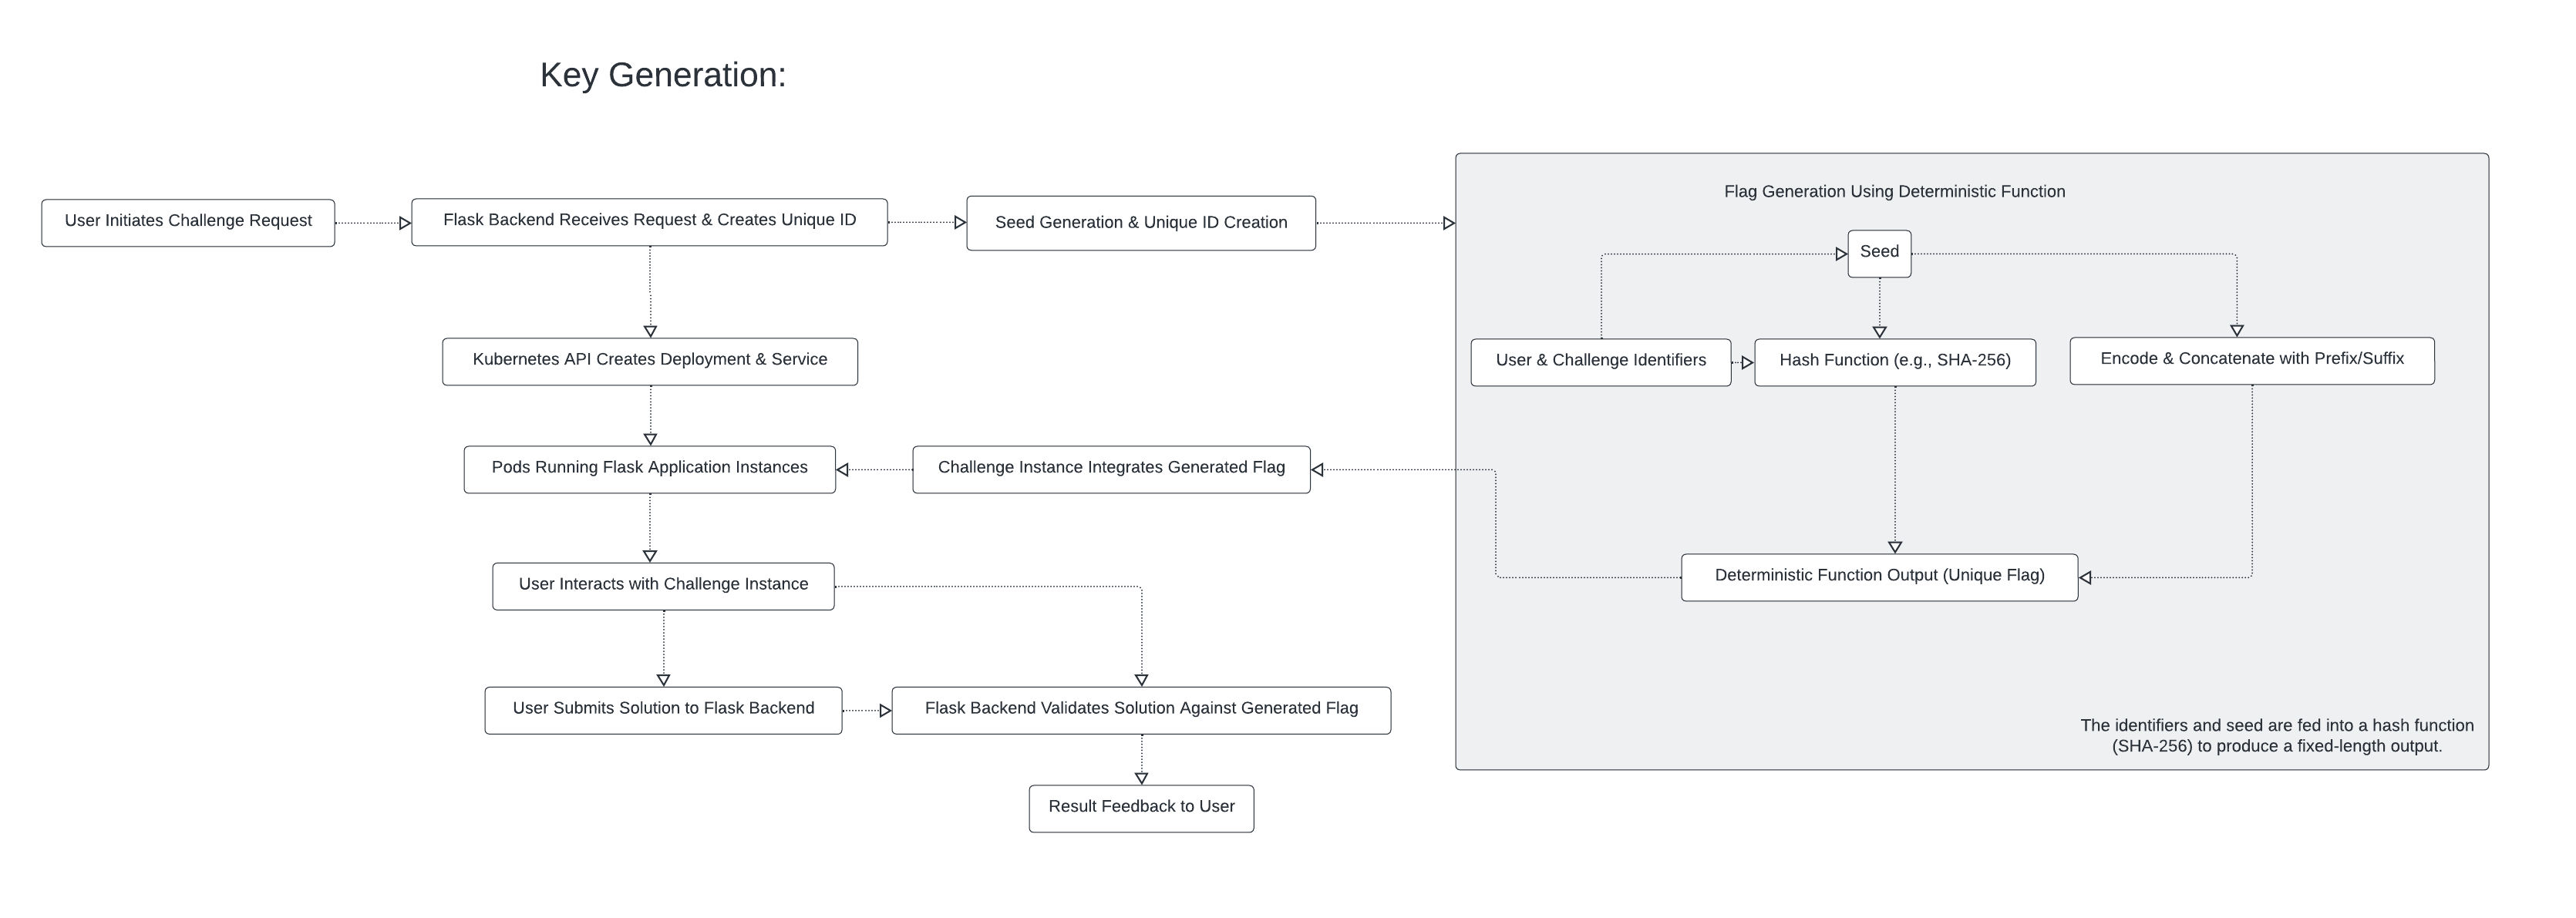 Key Generation:
User Initiates Challenge Request
Flask Backend Receives Request & Creates Unique ID
Seed Generation & Unique ID Creation
Flag Generation Using Deterministic Function
Seed
Kubernetes API Creates Deployment & Service
User & Challenge Identifiers
Hash Function (e.g., SHA-256)
Encode & Concatenate with Prefix/Suffix
Pods Running Flask Application Instances
Challenge Instance Integrates Generated Flag
User Interacts with Challenge Instance
Deterministic Function Output (Unique Flag)
User Submits Solution to Flask Backend
Flask Backend Validates Solution Against Generated Flag
The identifiers and seed are fed into a hash function
(SHA-256) to produce a fixed-length output.
Result Feedback to User